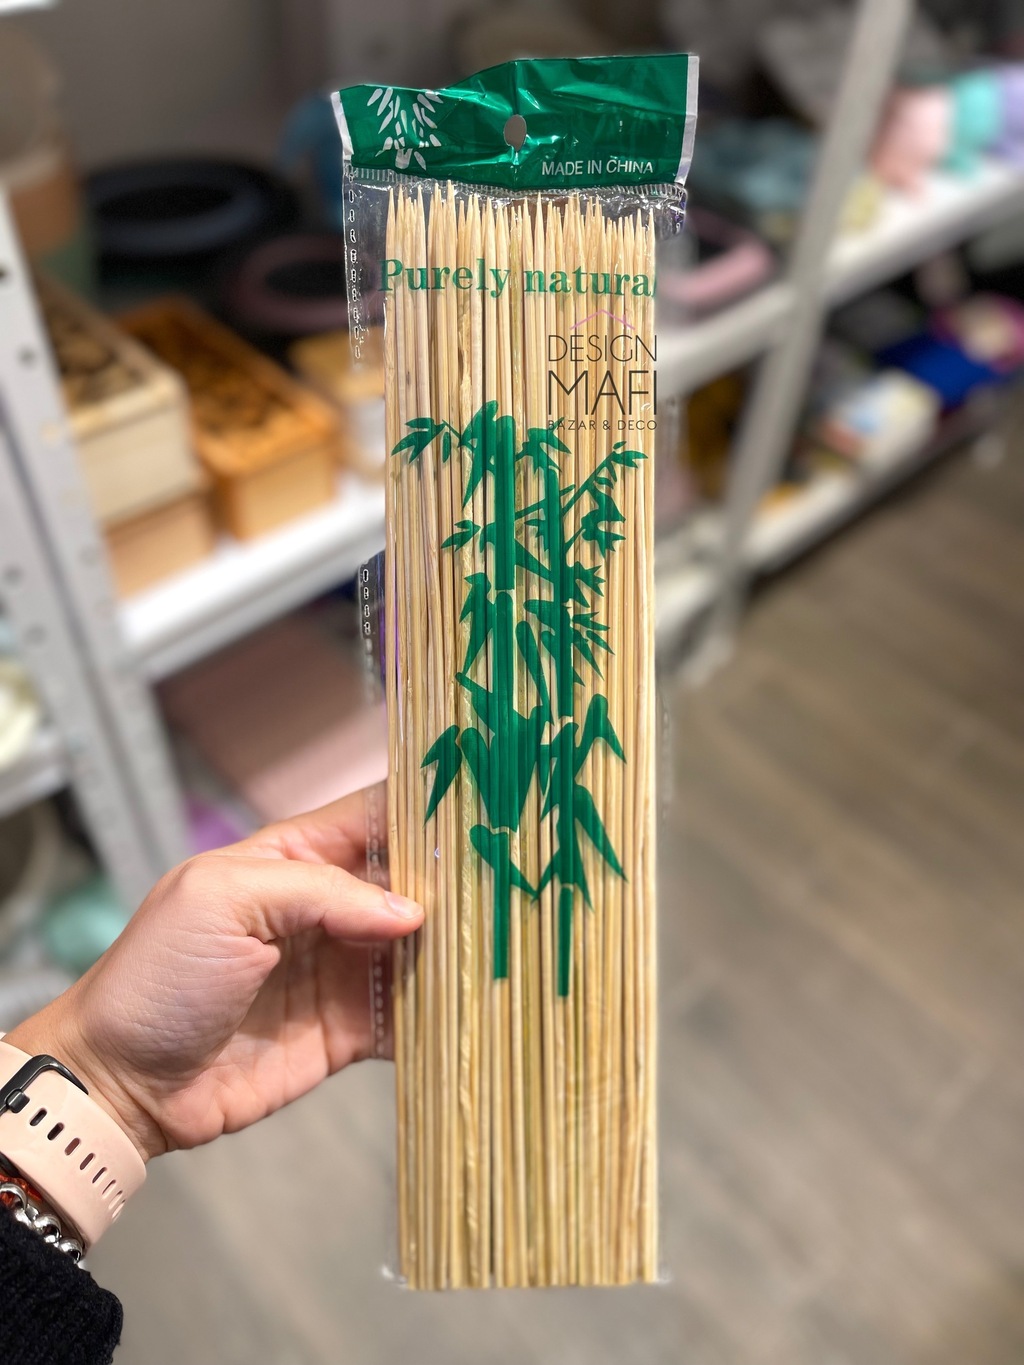 MADE IN CHINA
Purely natural
DESIGN
MAFI
BAZAR & DECO